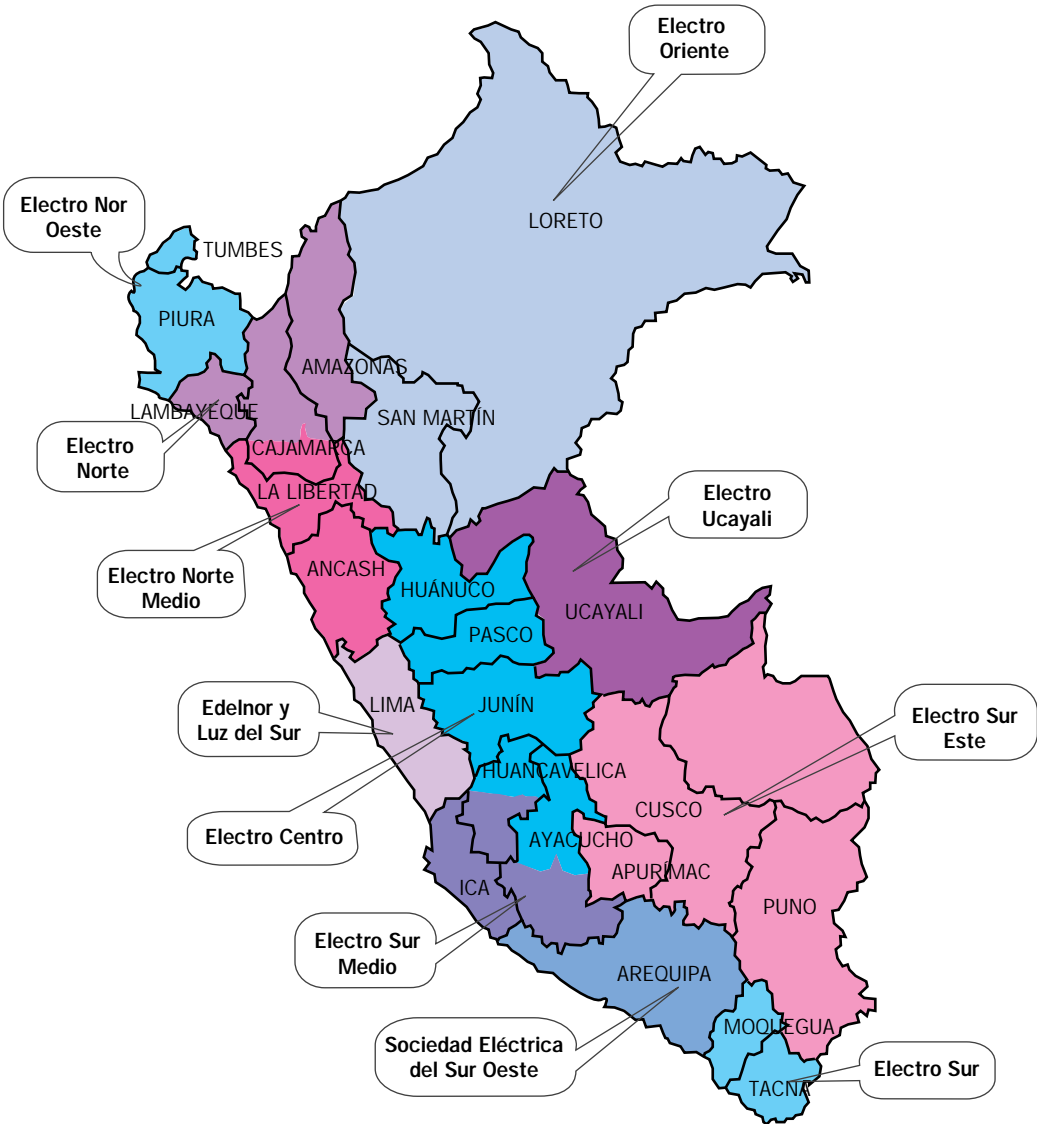 Electro
Oriente
LORETO
Electro Nor
Oeste
TUMBES
PIURA
AMAZONAS
LAMBAYEQUE
SAN MARTÍN
Electro
Norte
CAJAMARCA
LA LIBERTAD
Electro
Ucayali
Electro Norte
Medio
ANCASH
HUÁNUCO
UCAYALI
PASCO
Edelnor y
Luz del Sur
LIMA
JUNÍN
Electro Sur
Este
HUANCAVELICA
CUSCO
Electro Centro
AYACUCHO
APURÍMAC
ICA
PUNO
Electro Sur
Medio
AREQUIPA
MOQUEGUA
Sociedad Eléctrica
del Sur Oeste
TACNA
Electro Sur